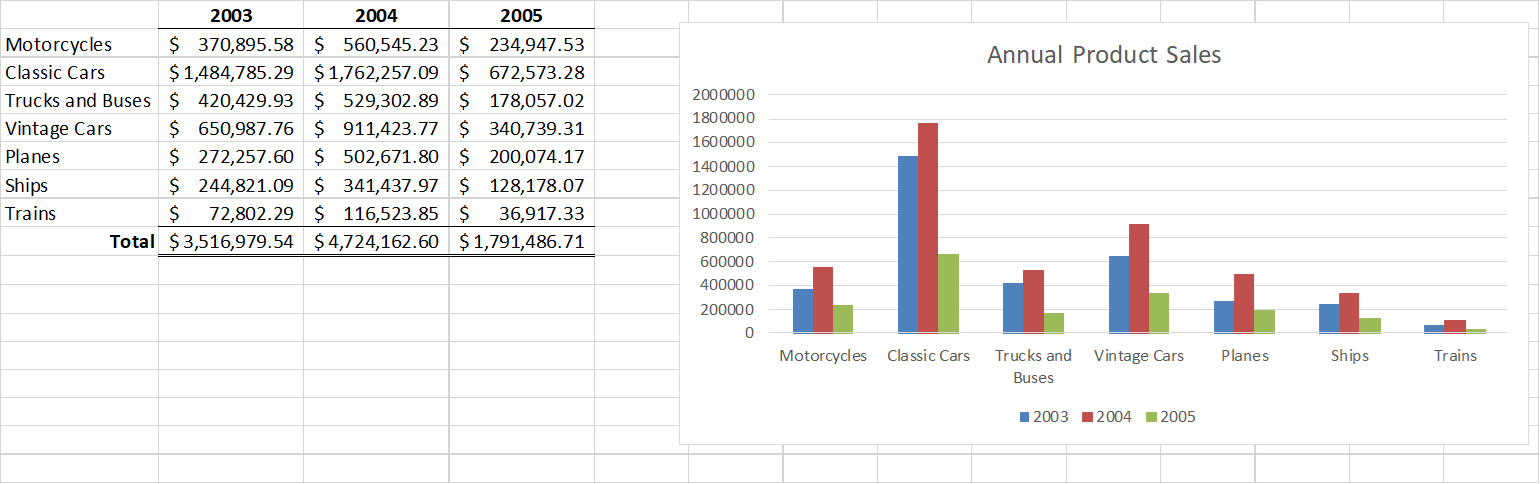 2003 2004 2005
Motorcycles $ 370,895.58 $ 560,545.23 $ 234,947.53
Classic Cars $ 1,484,785.29 $ 1,762,257.09 $ 672,573.28
Trucks and Buses $ 420,429.93 $ 529,302.89 $ 178,057.02
Vintage Cars $ 650,987.76 $ 911,423.77 $ 340,739.31
Planes $ 272,257.60 $ 502,671.80 $ 200,074.17
Ships $ 244,821.09 $ 341,437.97 $ 128,178.07
Trains $ 72,802.29 $ 116,523.85 $ 36,917.33
Total $ 3,516,979.54 $ 4,724,162.60 $ 1,791,486.71
Annual Product Sales
2000000
1800000
1600000
1400000
1200000
1000000
800000
600000
400000
200000
0
Motorcycles Classic Cars Trucks and Vintage Cars Planes Ships Trains
Buses
2003 2004 2005